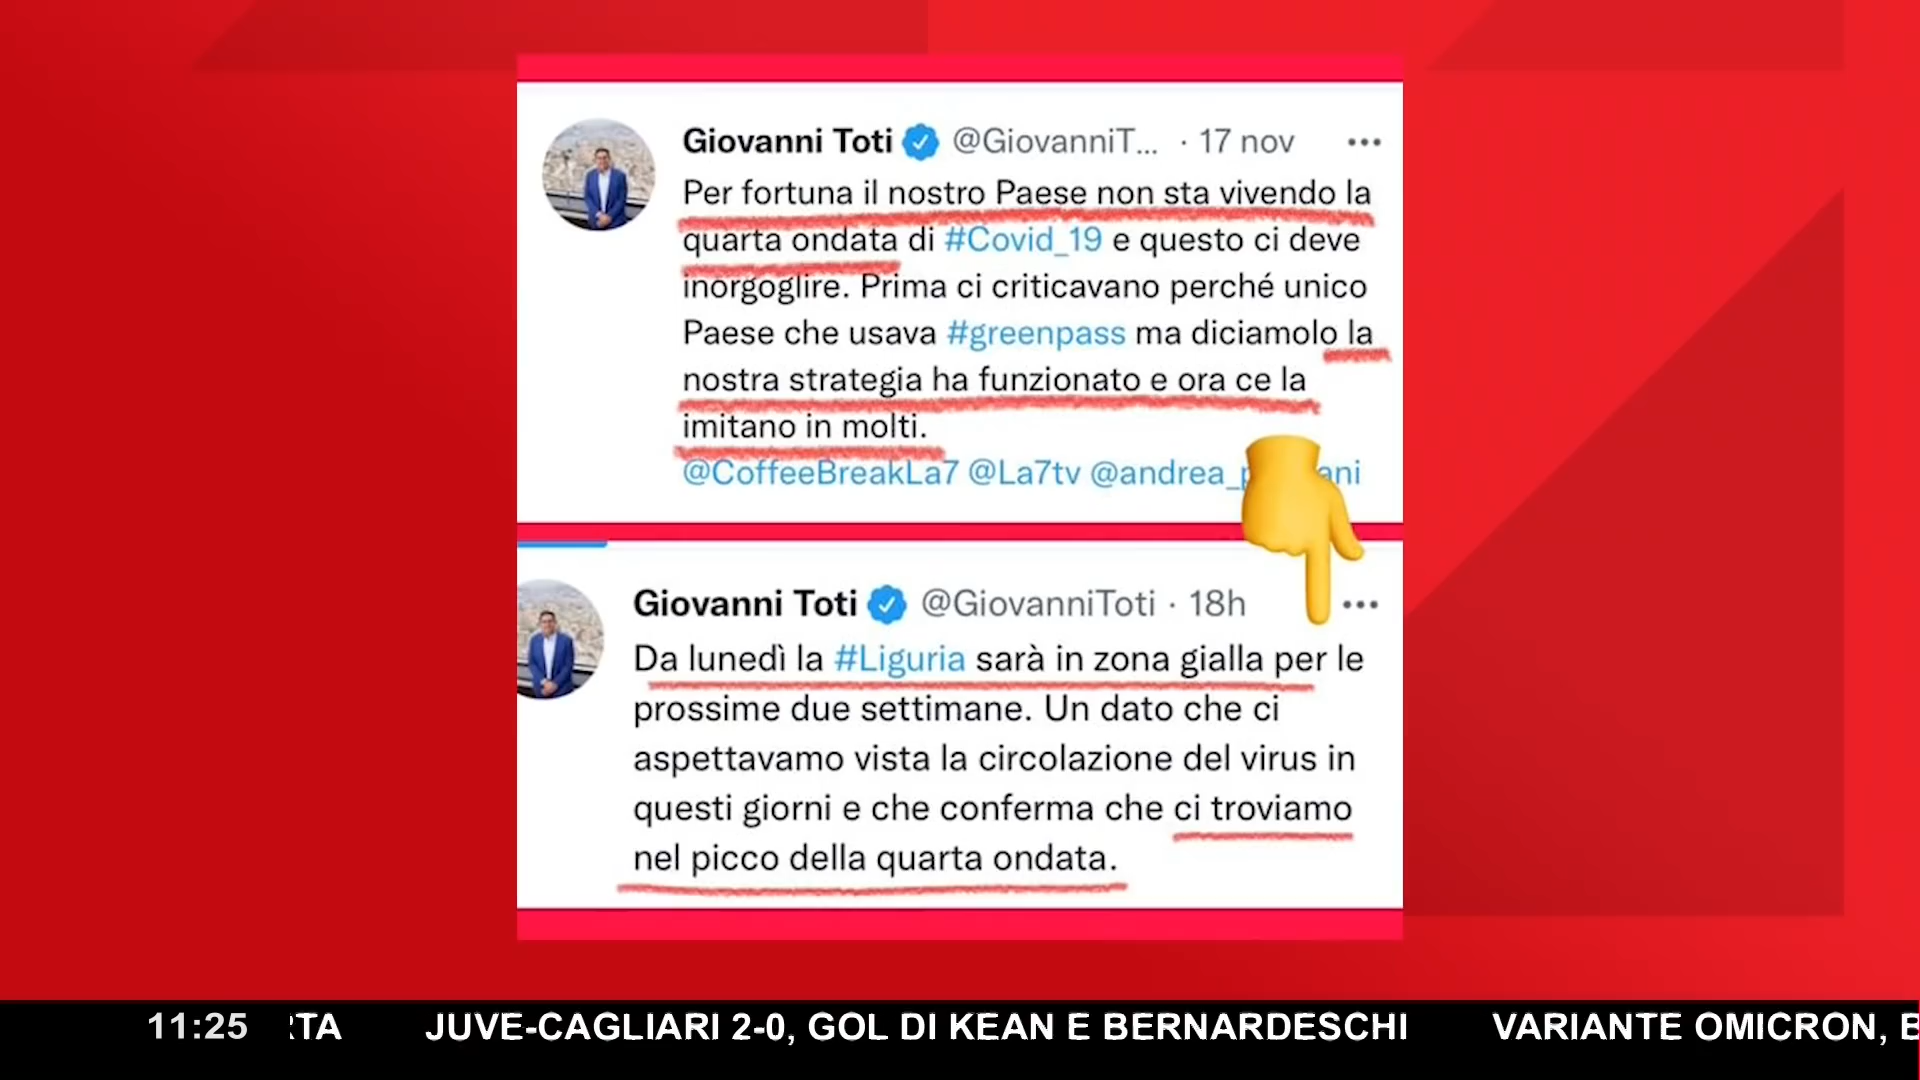 Giovanni Toti @GiovanniT... · 17 nov
Per fortuna il nostro Paese non sta vivendo la
quarta ondata di #Covid_19 e questo ci deve
inorgoglire. Prima ci criticavano perché unico
Paese che usava #greenpass ma diciamolo la
nostra strategia ha funzionato e ora ce la
imitano in molti.
@CoffeeBreakLa7 @La7tv
Giovanni Toti @GiovanniToti · 18h
Da lunedì la #Liguria sarà in zona gialla per le
prossime due settimane. Un dato che ci
aspettavamo vista la circolazione del virus in
questi giorni e che conferma che ci troviamo
nel picco della quarta ondata.
11:25 JUVE-CAGLIARI 2-0, GOL DI KEAN E BERNARDESCHI VARIANTE OMICRON,